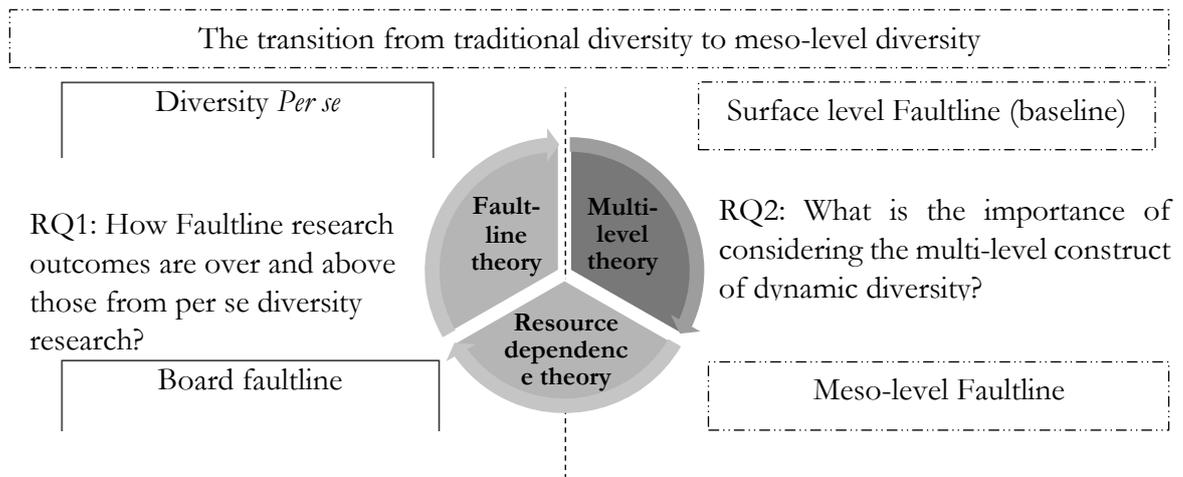 The transition from traditional diversity to meso-level diversity
Diversity Per se
Surface level Faultline (baseline)
RQ1: How Faultline research
outcomes are over and above
those from per se diversity
research?
Fault-
line
theory
Multi-
level
theory
Resource
dependenc
e theory
RQ2: What is the importance of
considering the multi-level construct
of dynamic diversity?
Board faultline
Meso-level Faultline